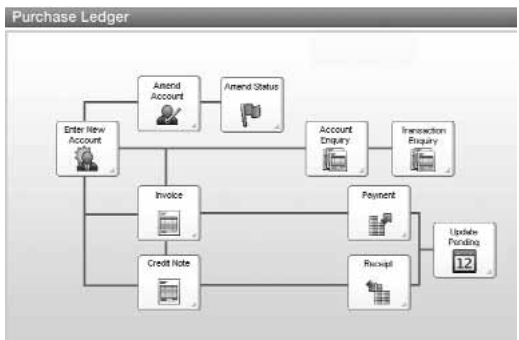 Purchase Ledger
Amend
Account
Amend Status
Enter New
Account
Account
Enquiry
Transaction
Enquiry
Invoice
Payment
Update
Pending
12
Credit Note
Receipt